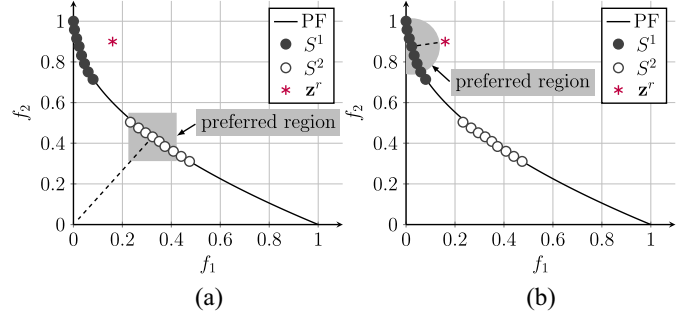 1
0.8
0.6
0.4
0.2
0
f₂
PF
S¹
S²
zʳ
preferred region
0 0.2 0.4 0.6 0.8 1
f₁
(a)
1
0.8
0.6
0.4
0.2
0
f₂
PF
S¹
S²
zʳ
preferred region
0 0.2 0.4 0.6 0.8 1
f₁
(b)